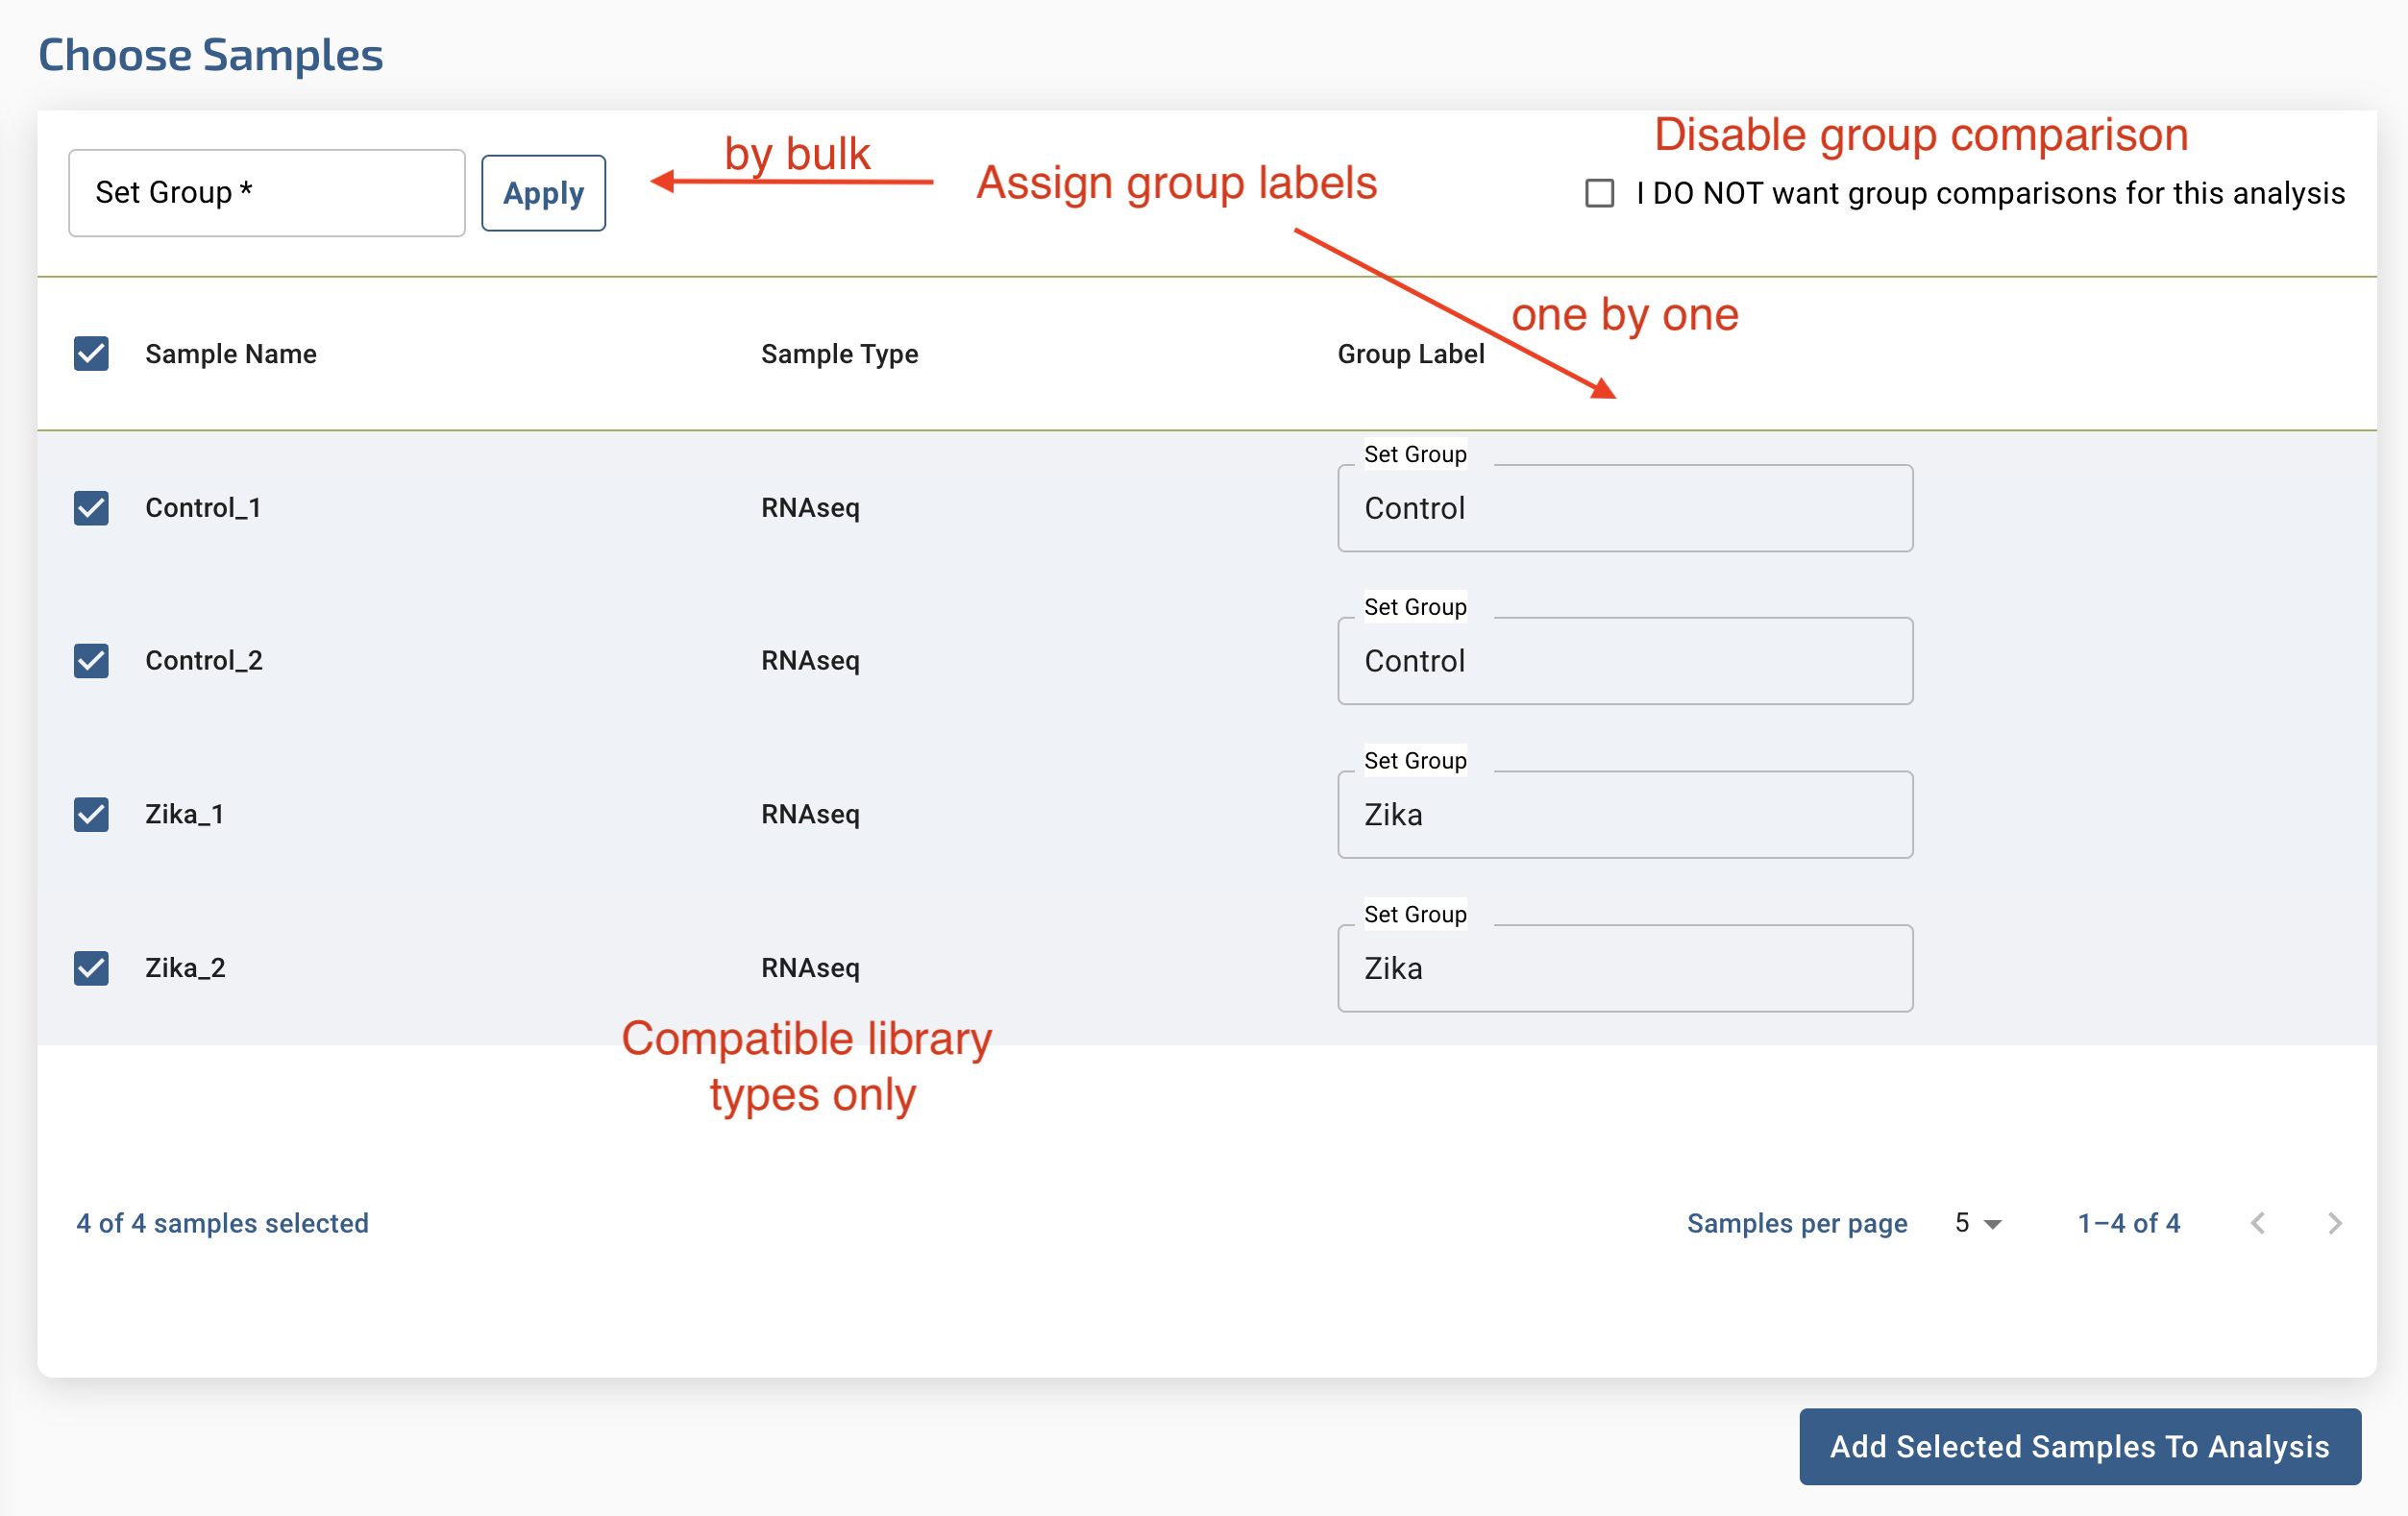 Choose Samples
Disable group comparison
Set Group *
Apply
by bulk
Assign group labels
I DO NOT want group comparisons for this analysis
one by one
Sample Name
Sample Type
Group Label
Set Group
Control_1
RNAseq
Control
Set Group
Control_2
RNAseq
Control
Set Group
Zika_1
RNAseq
Zika
Set Group
Zika_2
RNAseq
Zika
Compatible library
types only
4 of 4 samples selected
Samples per page
5
1–4 of 4
Add Selected Samples To Analysis